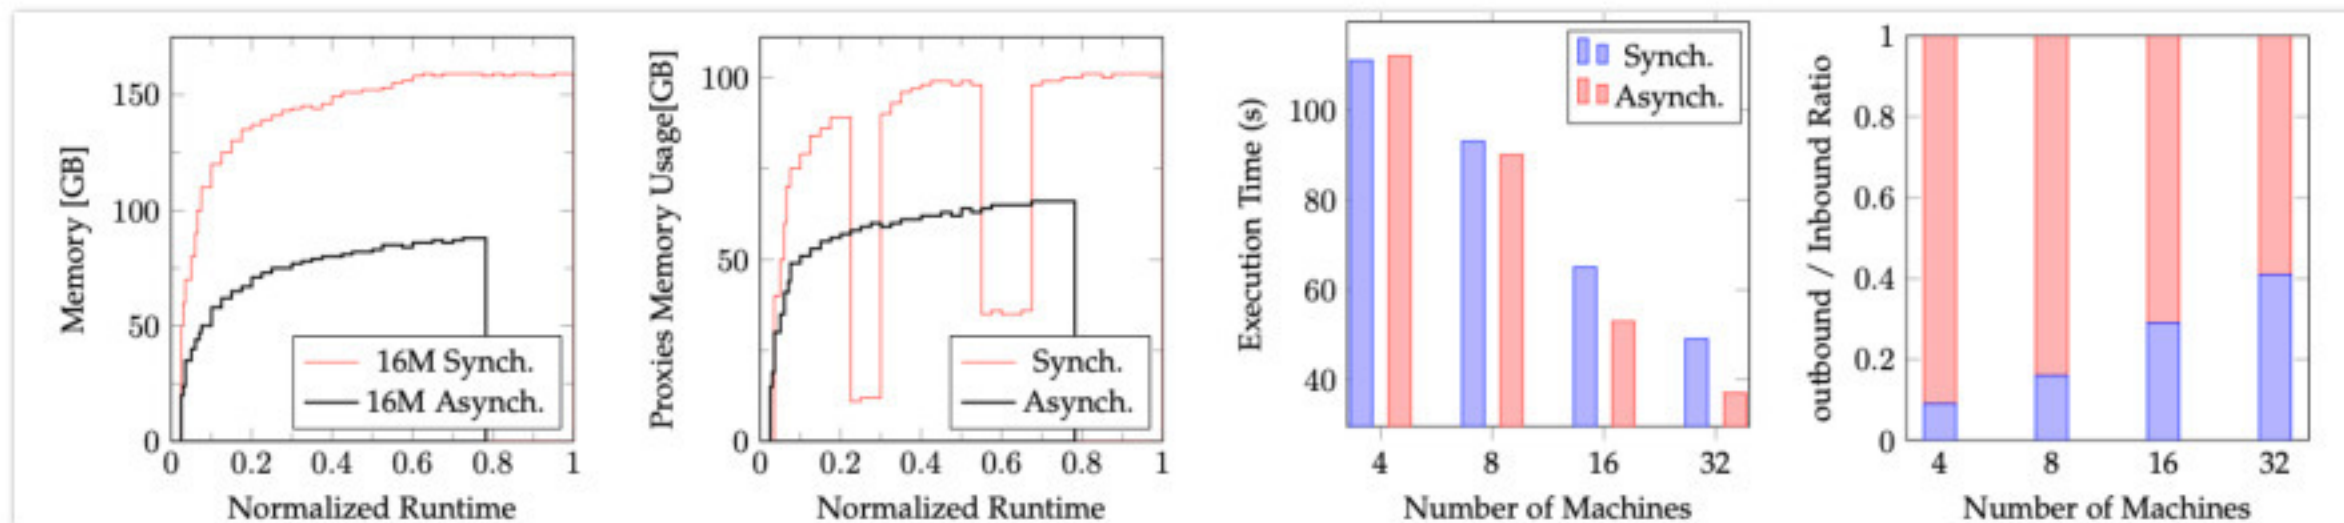 Memory [GB]
150
100
50
0
0 0.2 0.4 0.6 0.8 1
Normalized Runtime
16M Synch.
16M Asynch.
Proxies Memory Usage[GB]
100
50
0
0 0.2 0.4 0.6 0.8 1
Normalized Runtime
Synch.
Asynch.
Execution Time (s)
100
80
60
40
4 8 16 32
Number of Machines
Synch.
Asynch.
outbound / Inbound Ratio
1
0.8
0.6
0.4
0.2
0
4 8 16 32
Number of Machines